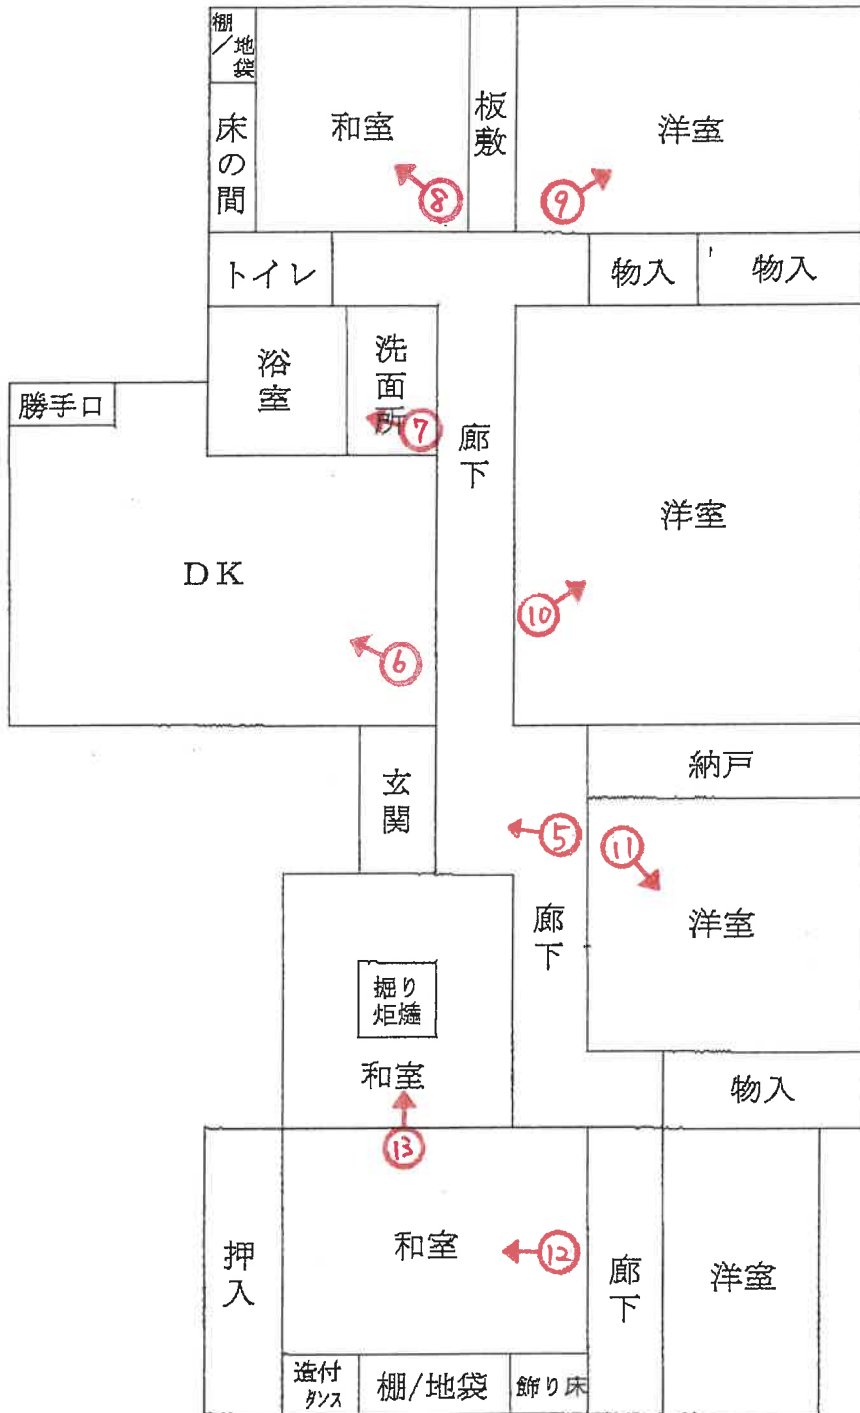 棚/地袋
床の間
和室
板敷
洋室
⑧
⑨
トイレ
物入
物入
浴室
洗面所
⑦
勝手口
廊下
洋室
DK
⑩
⑥
納戸
玄関
⑤
⑪
廊下
洋室
掘り
炬燵
和室
物入
⑬
押入
和室
⑫
廊下
洋室
造付
タンス
棚/地袋
飾り床